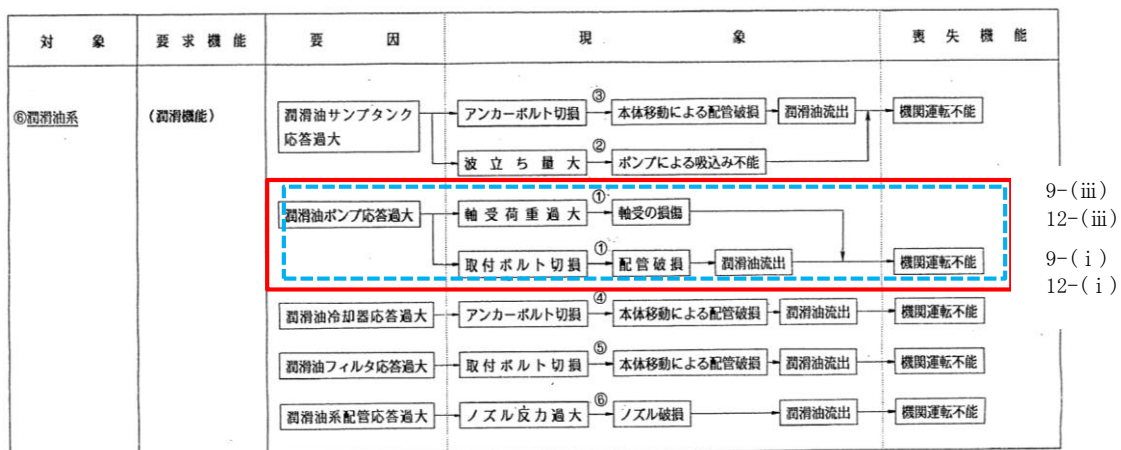 対象 要求機能 要因 現象 喪失機能
⑥潤滑油系 (潤滑機能)
潤滑油サンプタンク
応答過大
アンカーボルト切損 ③ 本体移動による配管破損 潤滑油流出 機関運転不能
波立ち量大 ② ポンプによる吸込み不能
潤滑油ポンプ応答過大 軸受荷重過大 ① 軸受の損傷
取付ボルト切損 ① 配管破損 潤滑油流出 機関運転不能
9-(ⅲ)
12-(ⅲ)
9-(ⅰ)
12-(ⅰ)
潤滑油冷却器応答過大 アンカーボルト切損 ④ 本体移動による配管破損 潤滑油流出 機関運転不能
潤滑油フィルタ応答過大 取付ボルト切損 ⑤ 本体移動による配管破損 潤滑油流出 機関運転不能
潤滑油系配管応答過大 ノズル反力過大 ⑥ ノズル破損 潤滑油流出 機関運転不能